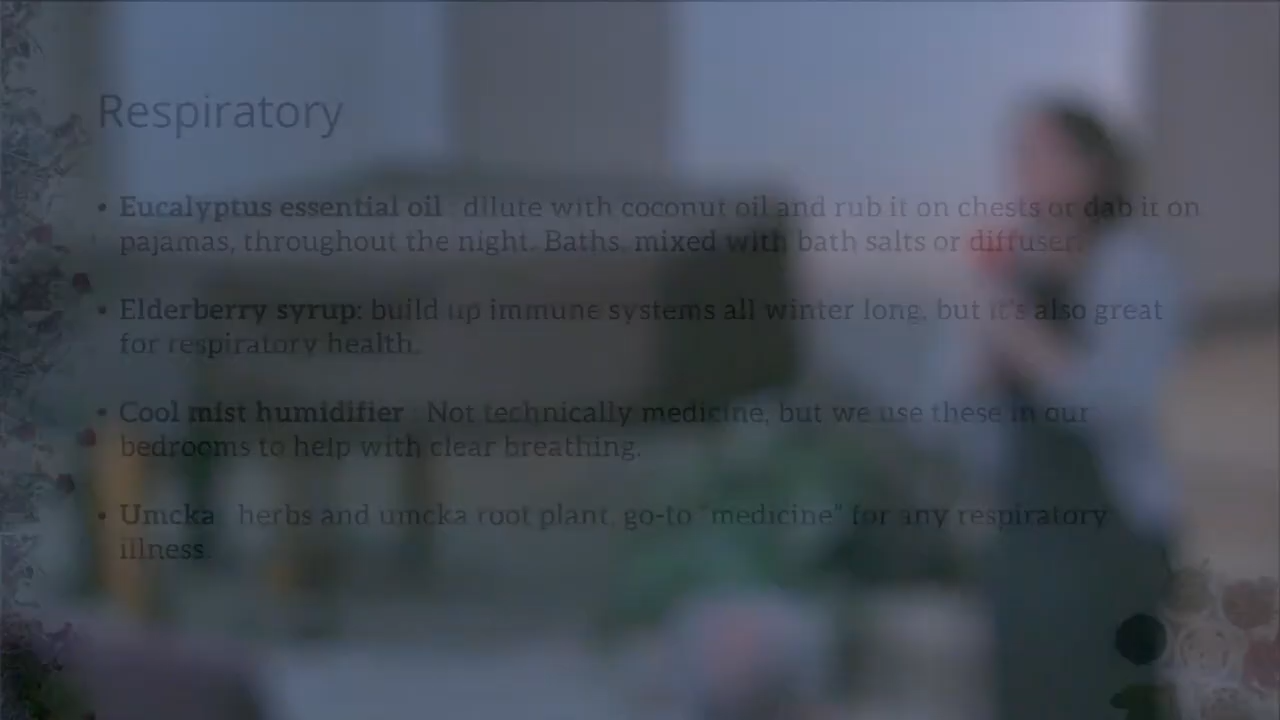 Respiratory
• Eucalyptus essential oil dilute with coconut oil and rub it on chests or dab it on
pajamas, throughout the night. Baths, mixed with bath salts or diffuser.
• Elderberry syrup: build up immune systems all winter long, but it's also great
for respiratory health.
• Cool mist humidifier Not technically medicine, but we use these in our
bedrooms to help with clear breathing.
• Umcka herbs and umcka root plant, go-to "medicine" for any respiratory
illness.